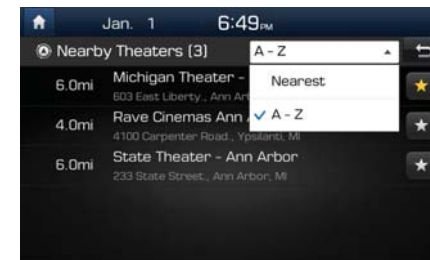 Jan. 1 6:49PM
Nearby Theaters (3) A - Z
Nearest
A - Z
6.0mi Michigan Theater -
603 East Liberty., Ann Ar
4.0mi Rave Cinemas Ann
4100 Carpenter Road., Ypsilanti, MI
6.0mi State Theater - Ann Arbor
233 State Street., Ann Arbor, MI